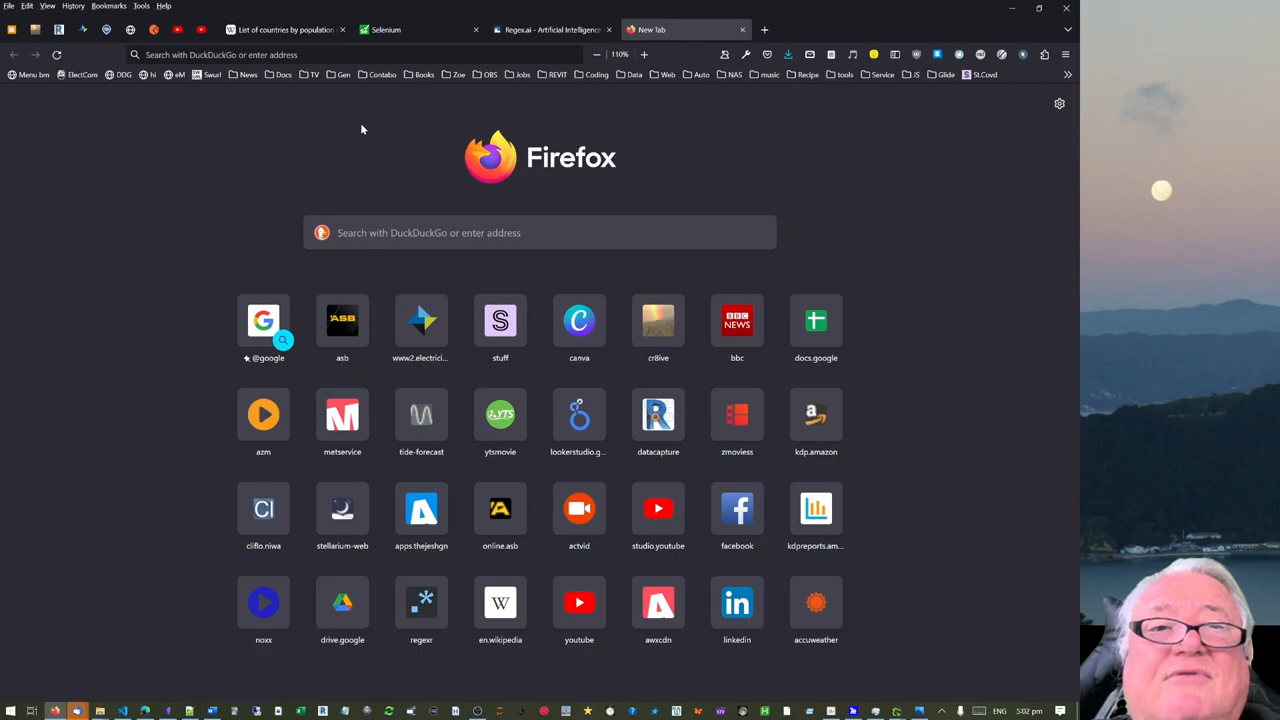 File Edit View History Bookmarks Tools Help
List of countries by population
Selenium
Regex.ai - Artificial Intelligence
New Tab
Search with DuckDuckGo or enter address
110%
Menu bm ElectCom DDG hi eM Swurl News Docs TV Gen Contabo Books Zoe OBS Jobs REVIT Coding Data Web Auto NAS music Recipe tools Service JS Glide St.Covd
Firefox
Search with DuckDuckGo or enter address
@google asb www2.electrici... stuff canva cr8ive bbc docs.google
azm metservice tide-forecast ytsmovie lookerstudio.g... datacapture zmoviess kdp.amazon
cliflo.niwa stellarium-web apps.thejeshgn online.asb actvid studio.youtube facebook kdpreports.am...
noxx drive.google regexr en.wikipedia youtube awxcdn linkedin accuweather
ENG 5:02 pm